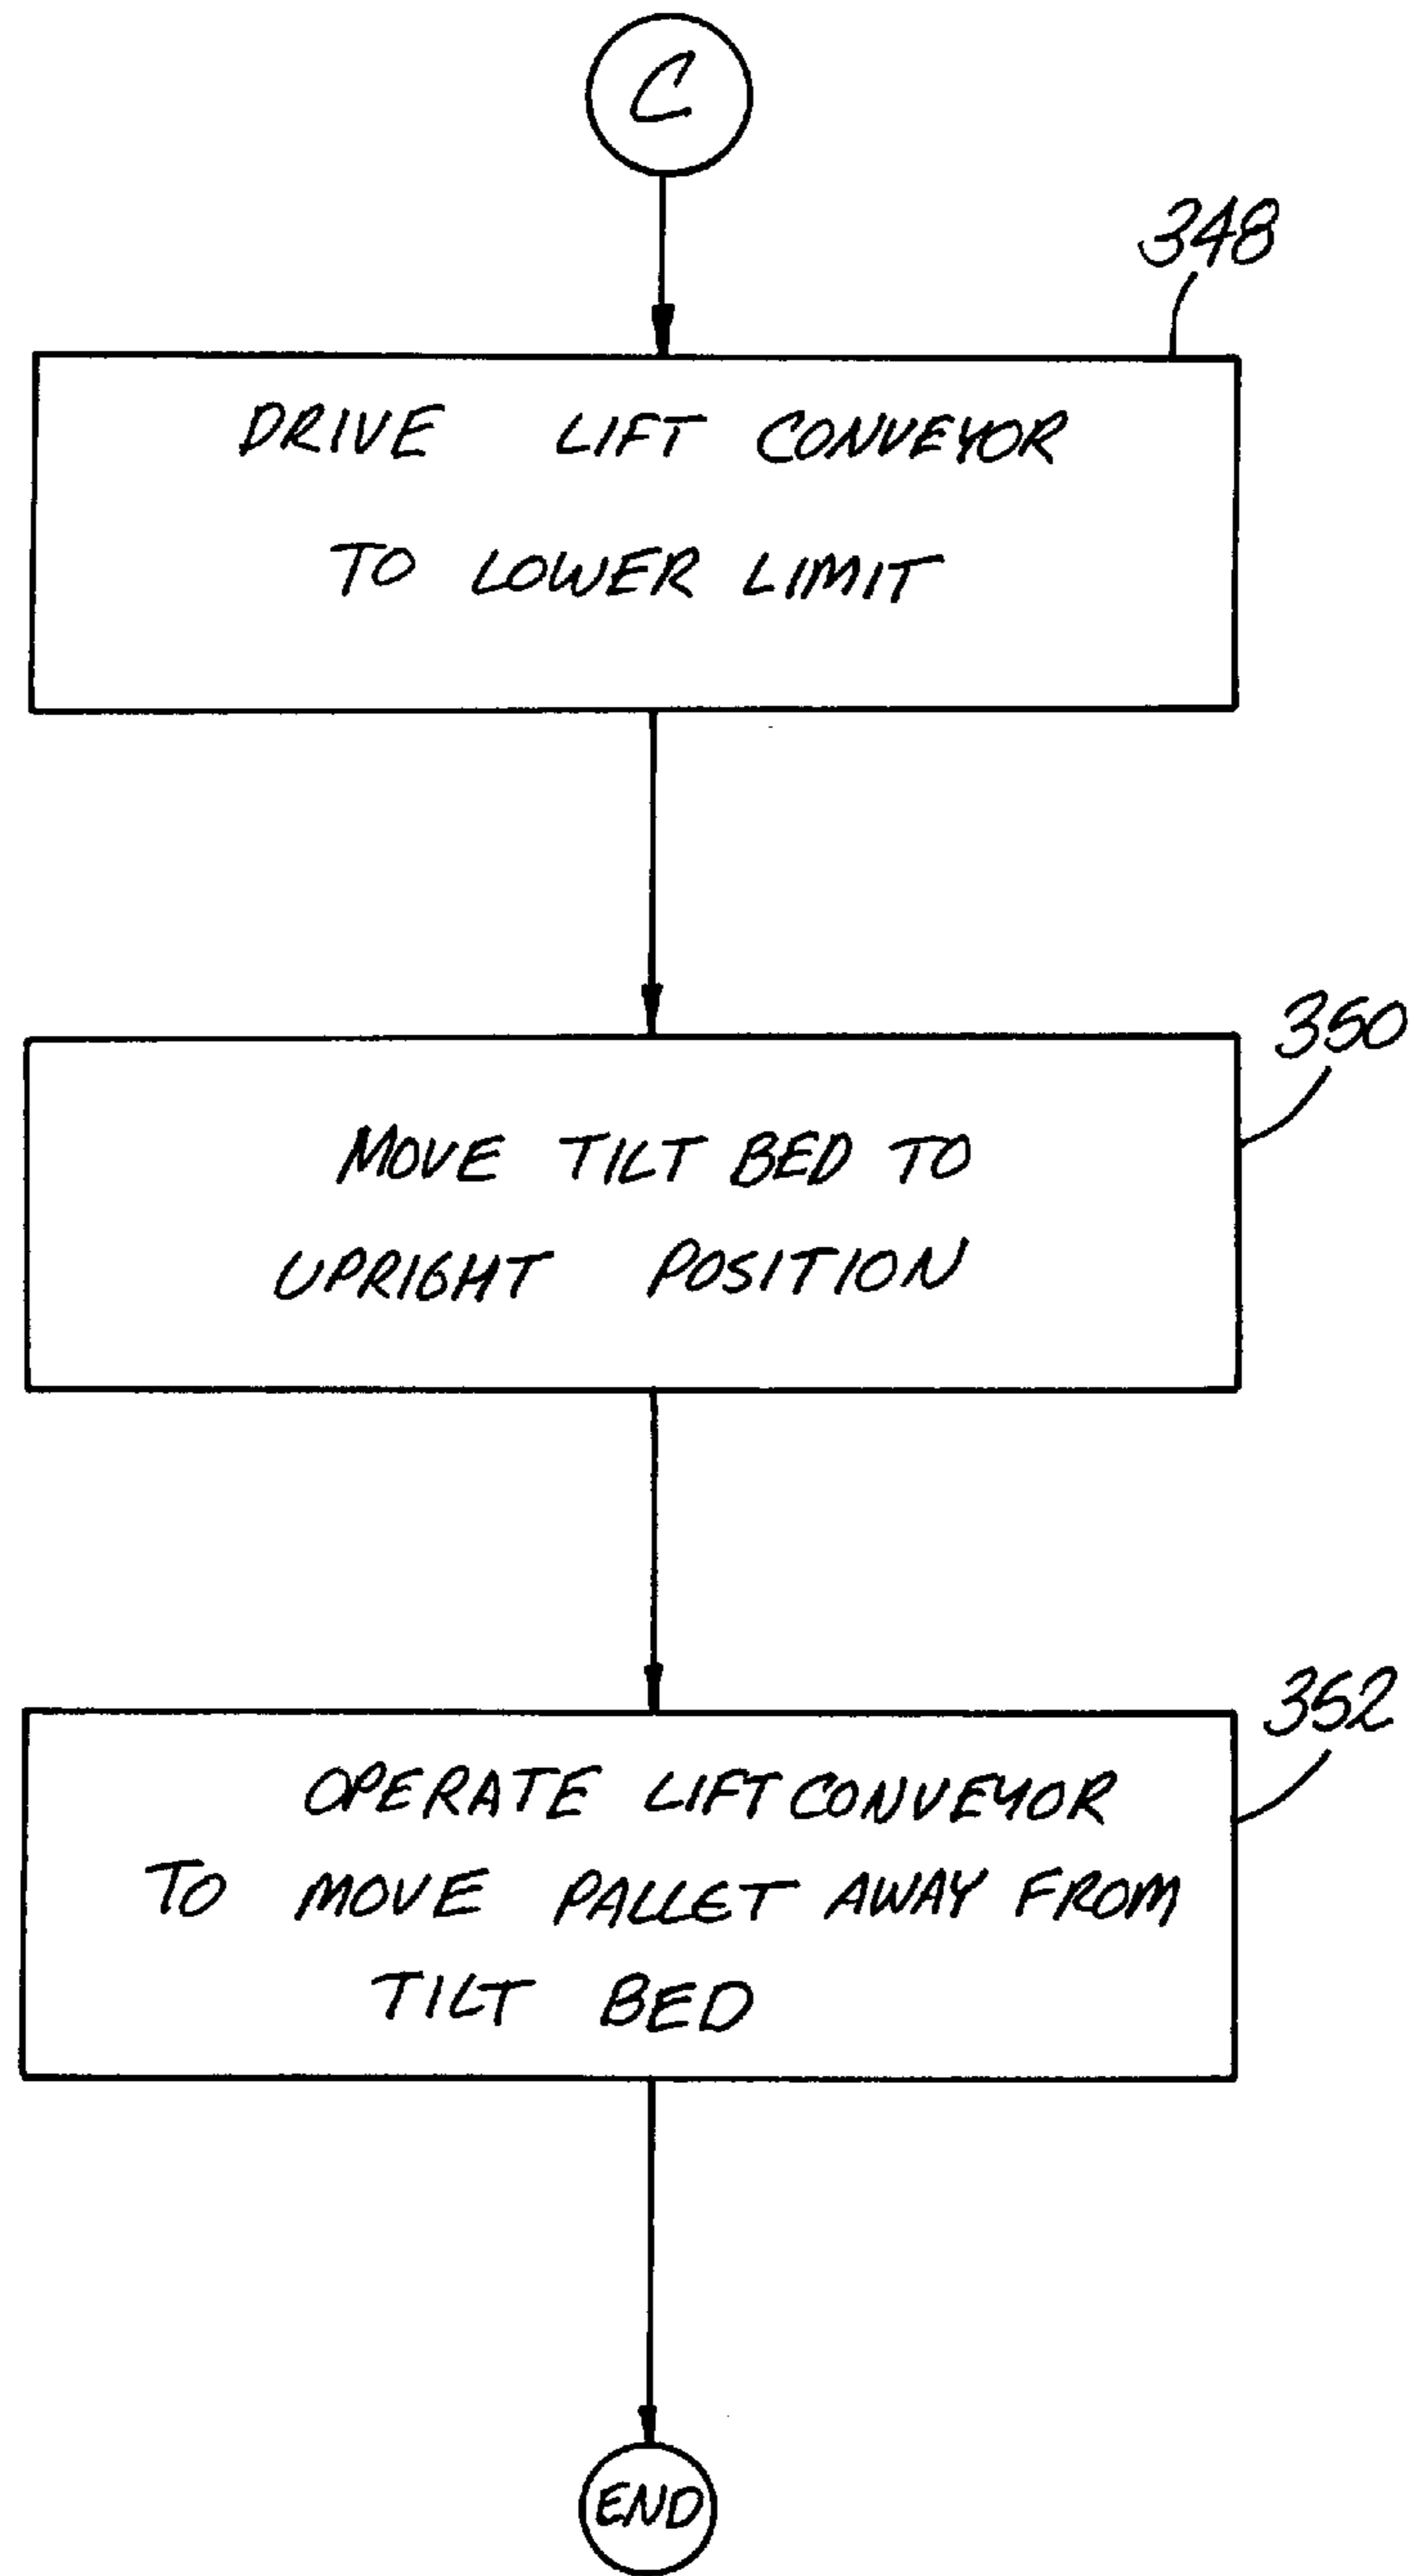 C
348
DRIVE LIFT CONVEYOR
TO LOWER LIMIT
350
MOVE TILT BED TO
UPRIGHT POSITION
352
OPERATE LIFT CONVEYOR
TO MOVE PALLET AWAY FROM
TILT BED
END